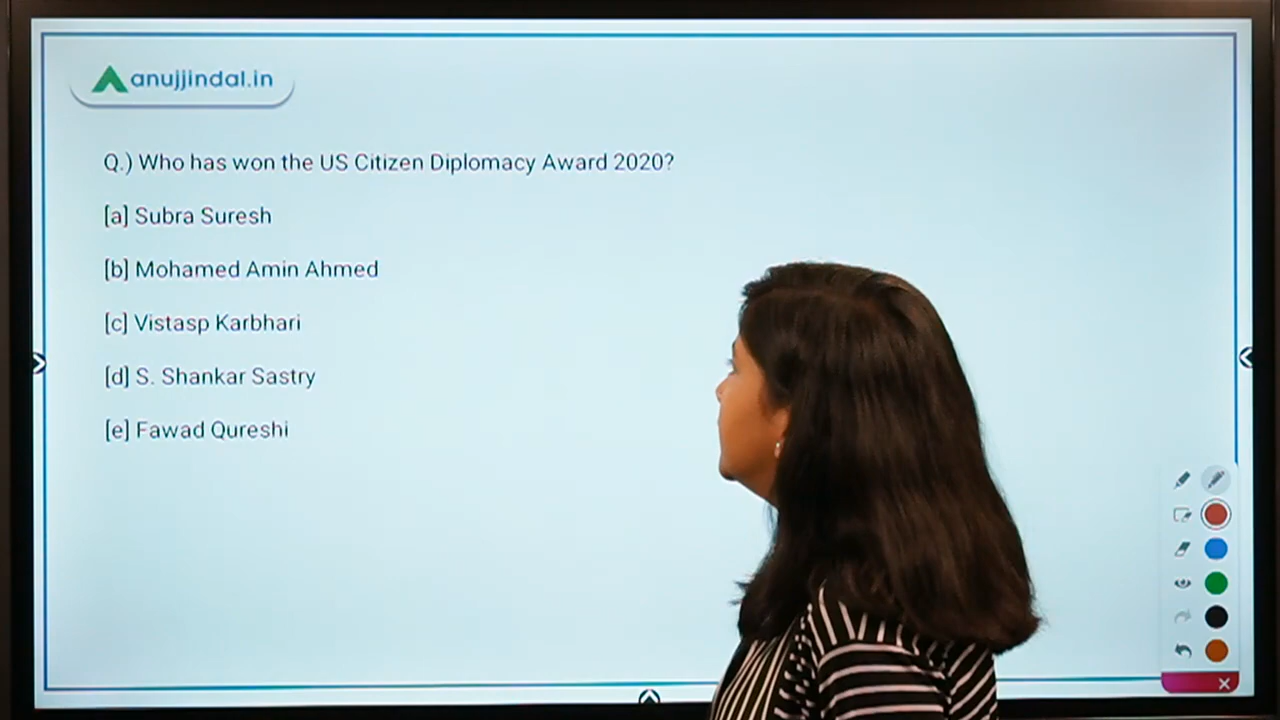 anujjindal.in
Q.) Who has won the US Citizen Diplomacy Award 2020?
[a] Subra Suresh
[b] Mohamed Amin Ahmed
[c] Vistasp Karbhari
[d] S. Shankar Sastry
[e] Fawad Qureshi